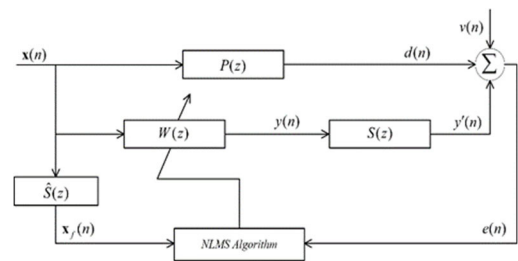 v(n)
x(n)
P(z)
d(n)
∑
W(z)
y(n)
S(z)
y′(n)
Ŝ(z)
x_f(n)
NLMS Algorithm
e(n)